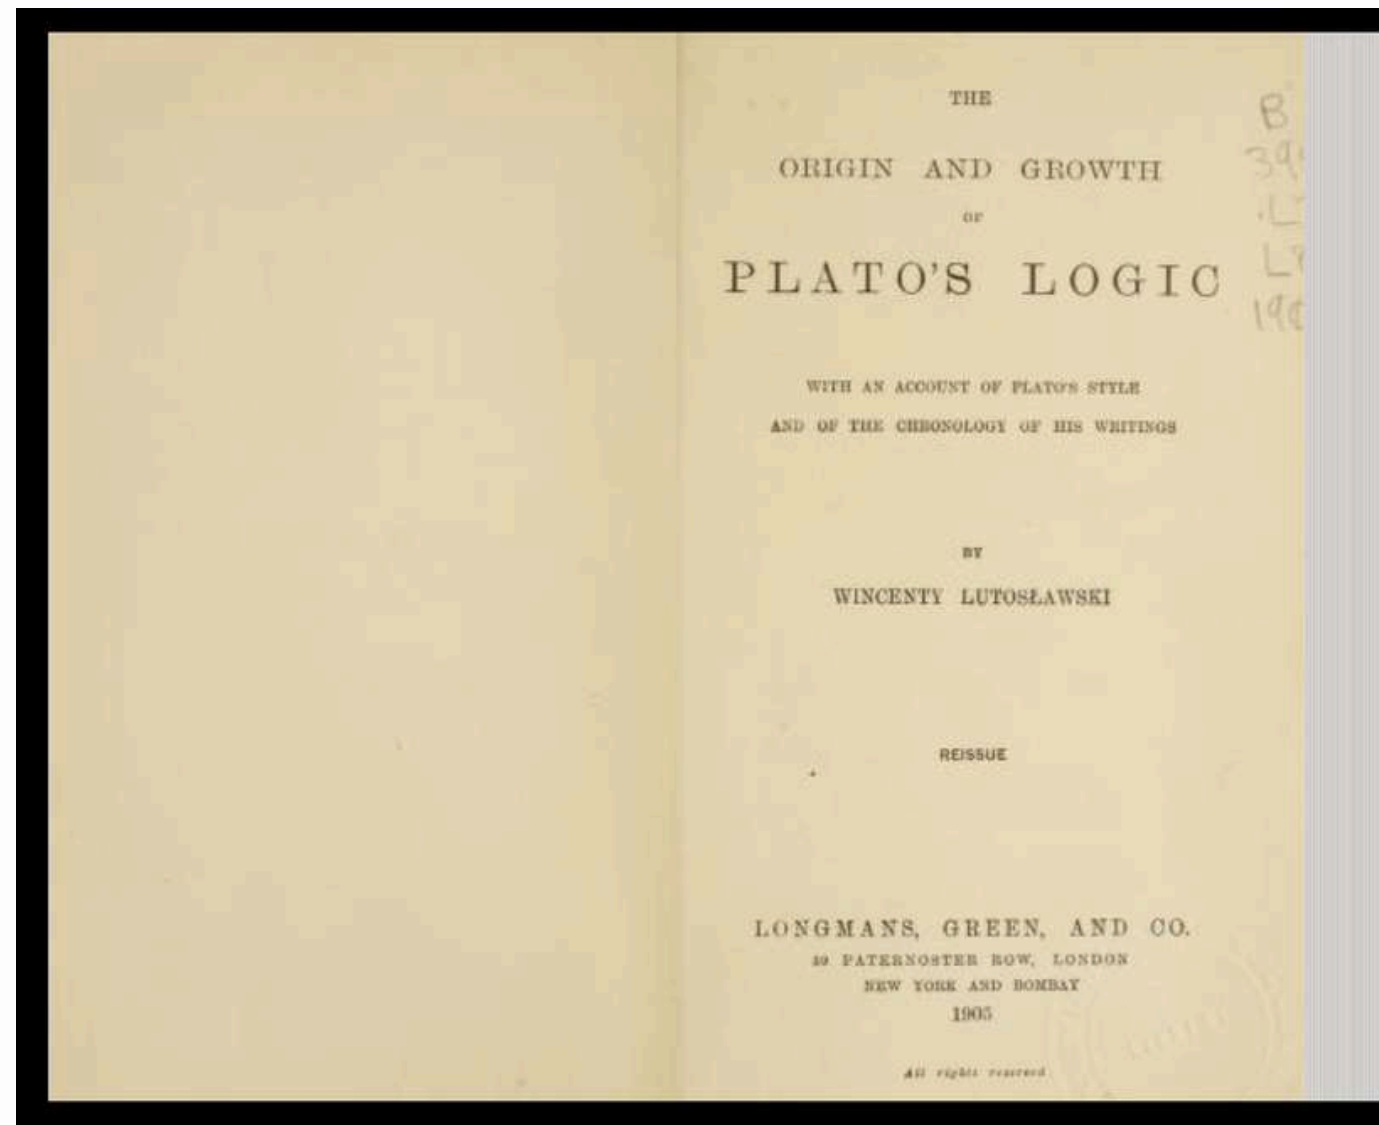 THE
ORIGIN AND GROWTH
OF
PLATO'S LOGIC
WITH AN ACCOUNT OF PLATO'S STYLE
AND OF THE CHRONOLOGY OF HIS WRITINGS
BY
WINCENTY LUTOSŁAWSKI
REISSUE
LONGMANS, GREEN, AND CO.
39 PATERNOSTER ROW, LONDON
NEW YORK AND BOMBAY
1905
All rights reserved
B